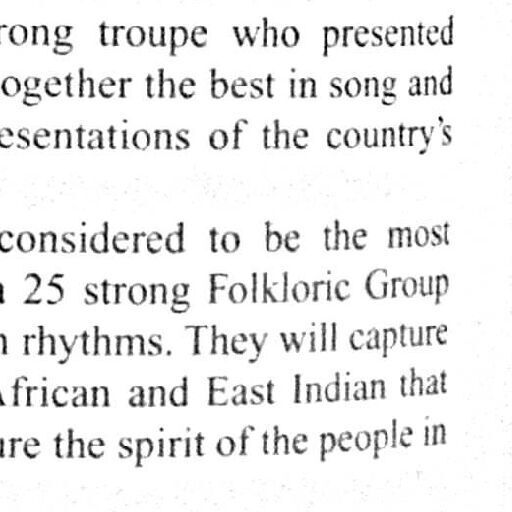 rong troupe who presented
ogether the best in song and
esentations of the country's
considered to be the most
25 strong Folkloric Group
rhythms. They will capture
African and East Indian that
ure the spirit of the people in